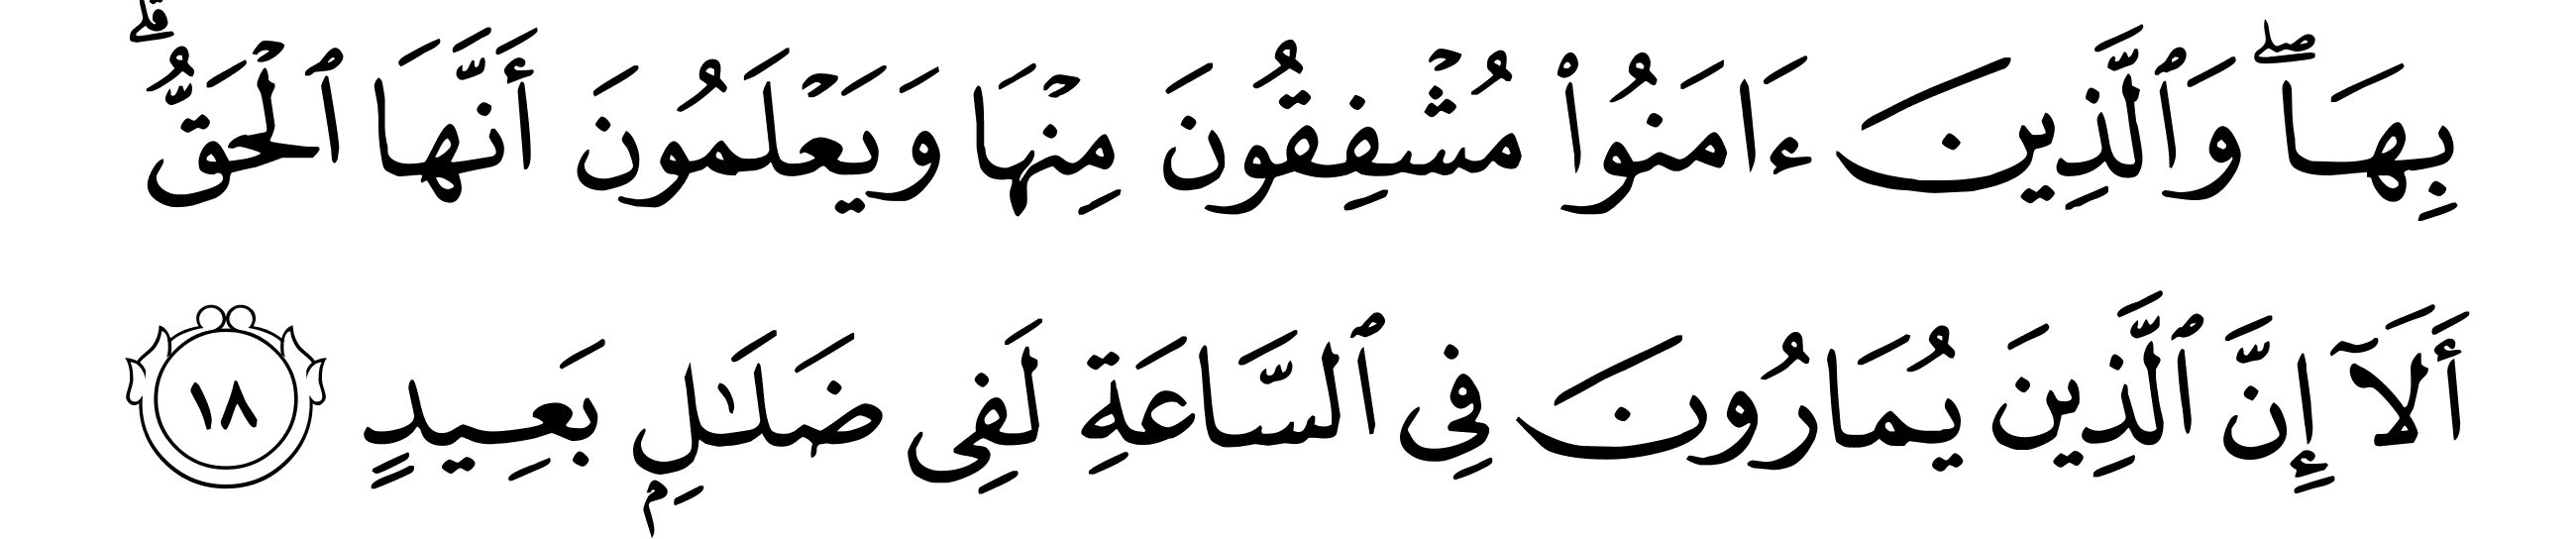 بِهَاۖ وَٱلَّذِينَ ءَامَنُوا۟ مُشْفِقُونَ مِنْهَا وَيَعْلَمُونَ أَنَّهَا ٱلْحَقُّۗ
أَلَآ إِنَّ ٱلَّذِينَ يُمَارُونَ فِى ٱلسَّاعَةِ لَفِى ضَلَـٰلٍۭ بَعِيدٍ ١٨